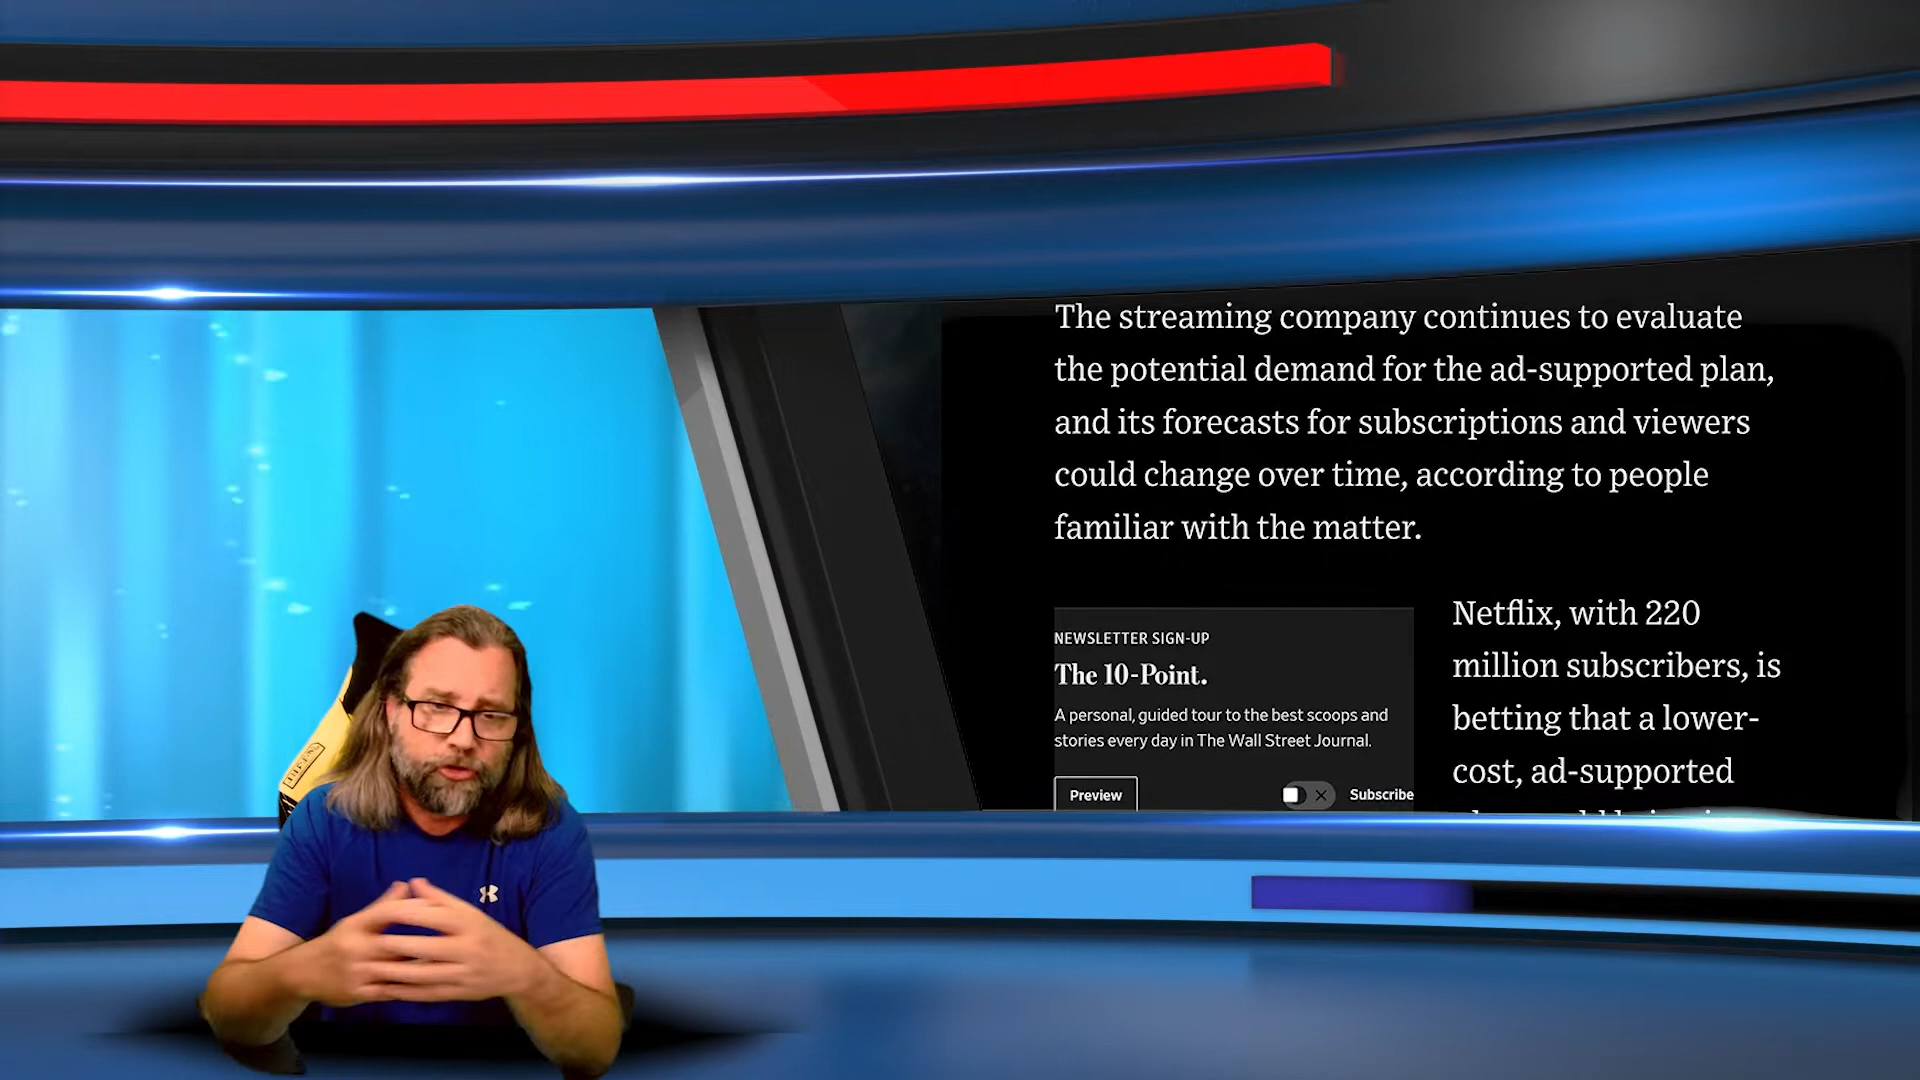 The streaming company continues to evaluate
the potential demand for the ad-supported plan,
and its forecasts for subscriptions and viewers
could change over time, according to people
familiar with the matter.
NEWSLETTER SIGN-UP
The 10-Point.
A personal, guided tour to the best scoops and
stories every day in The Wall Street Journal.
Preview
Subscribe
Netflix, with 220
million subscribers, is
betting that a lower-
cost, ad-supported